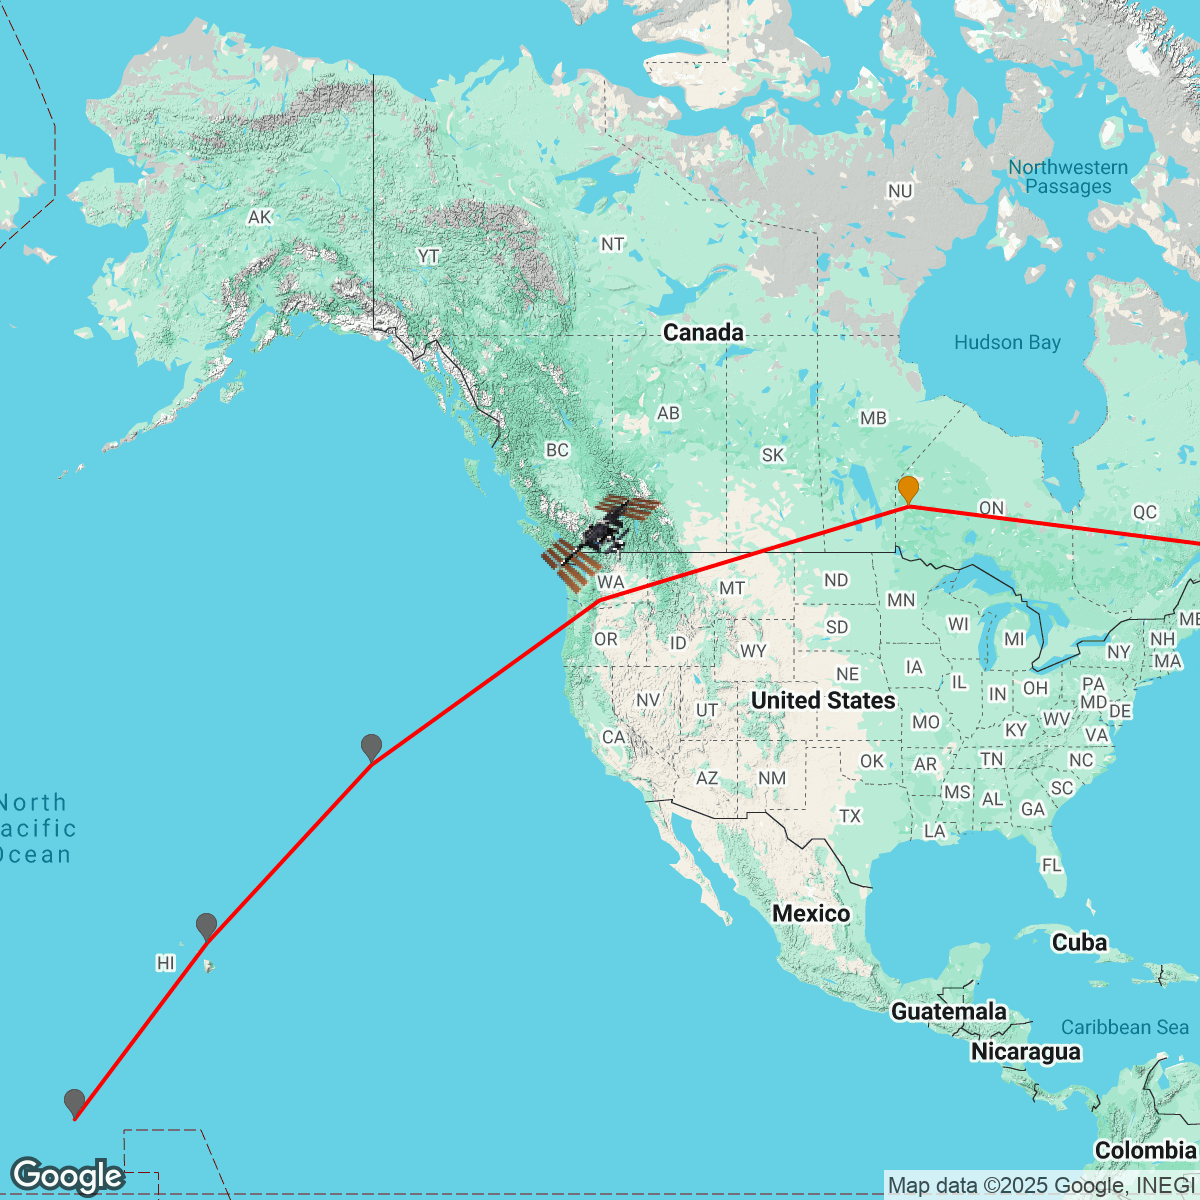 Northwestern
Passages
NU
AK
NT
YT
Canada
Hudson Bay
AB
MB
BC
SK
ON
QC
WA
MT
ND
MN
ME
OR
ID
SD
WI
MI
NH
WY
NY
MA
IA
NE
IL
IN
OH
PA
United States
NV
UT
MD
DE
MO
KY
WV
CA
VA
OK
AR
TN
NC
AZ
NM
MS
AL
SC
GA
TX
LA
North
acific
Ocean
FL
Mexico
Cuba
HI
Guatemala
Caribbean Sea
Nicaragua
Colombia
Google
Map data ©2025 Google, INEGI